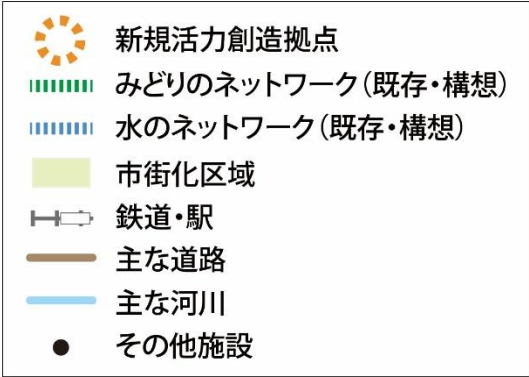 新規活力創造拠点
みどりのネットワーク(既存・構想)
水のネットワーク(既存・構想)
市街化区域
鉄道・駅
主な道路
主な河川
その他施設